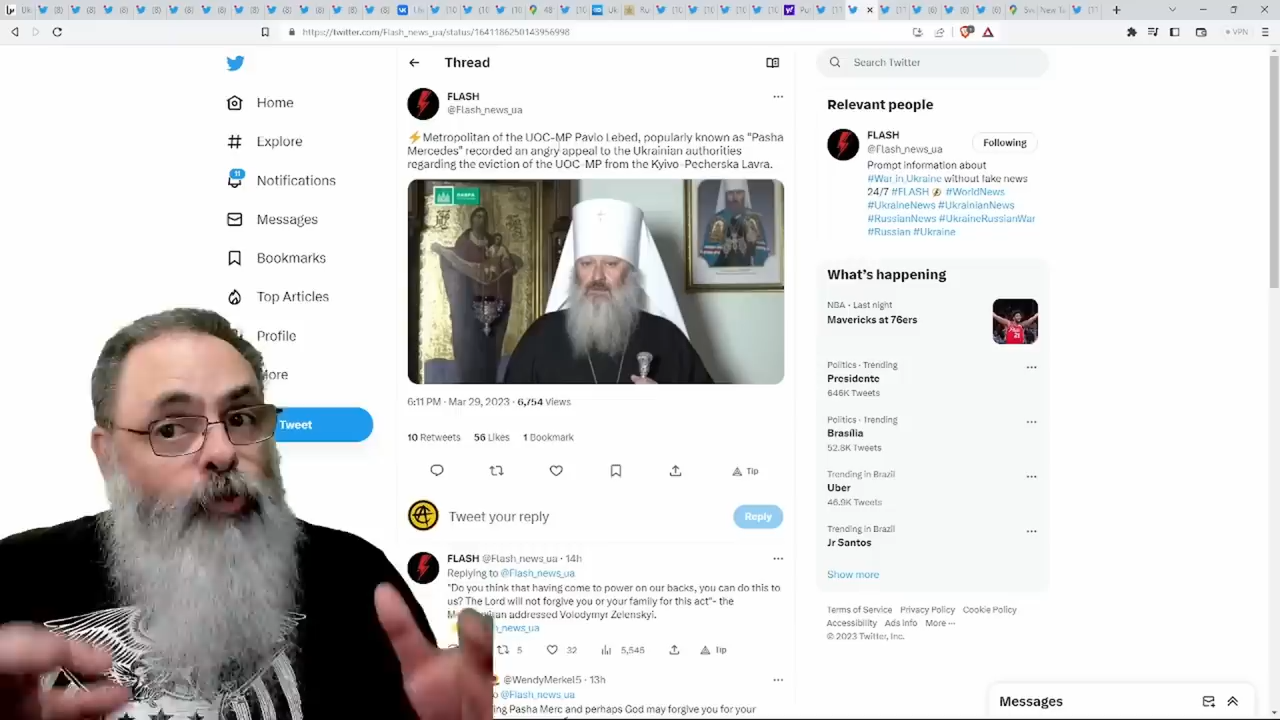 https://twitter.com/Flash_news_ua/status/1641186250143956998
VPN
Home
Explore
11
Notifications
Messages
Bookmarks
Top Articles
Profile
More
Tweet
Thread
FLASH
@Flash_news_ua
⚡Metropolitan of the UOC-MP Pavlo Lebed, popularly known as "Pasha
Mercedes" recorded an angry appeal to the Ukrainian authorities
regarding the eviction of the UOC-MP from the Kyivo-Pecherska Lavra.
6:11 PM · Mar 29, 2023 · 6,754 Views
10 Retweets 56 Likes 1 Bookmark
Tip
Tweet your reply
Reply
FLASH @Flash_news_ua · 14h
Replying to @Flash_news_ua
"Do you think that having come to power on our backs, you can do this to
us? The Lord will not forgive you or your family for this act"- the
addressed Volodymyr Zelenskyi.
5 32 5,546 Tip
@WendyMerkel5 · 13h
@Flash_news_ua
Pasha Merc and perhaps God may forgive you for your
Search Twitter
Relevant people
FLASH
@Flash_news_ua
Following
Prompt information about
#War in Ukraine without fake news
24/7 #FLASH #WorldNews
#UkraineNews #UkrainianNews
#RussianNews #UkraineRussianWar
#Russian #Ukraine
What's happening
NBA · Last night
Mavericks at 76ers
Politics · Trending
Presidente
646K Tweets
Politics · Trending
Brasília
52.8K Tweets
Trending in Brazil
Uber
46.9K Tweets
Trending in Brazil
Jr Santos
Show more
Terms of Service Privacy Policy Cookie Policy
Accessibility Ads info More ···
© 2023 Twitter, Inc.
Messages